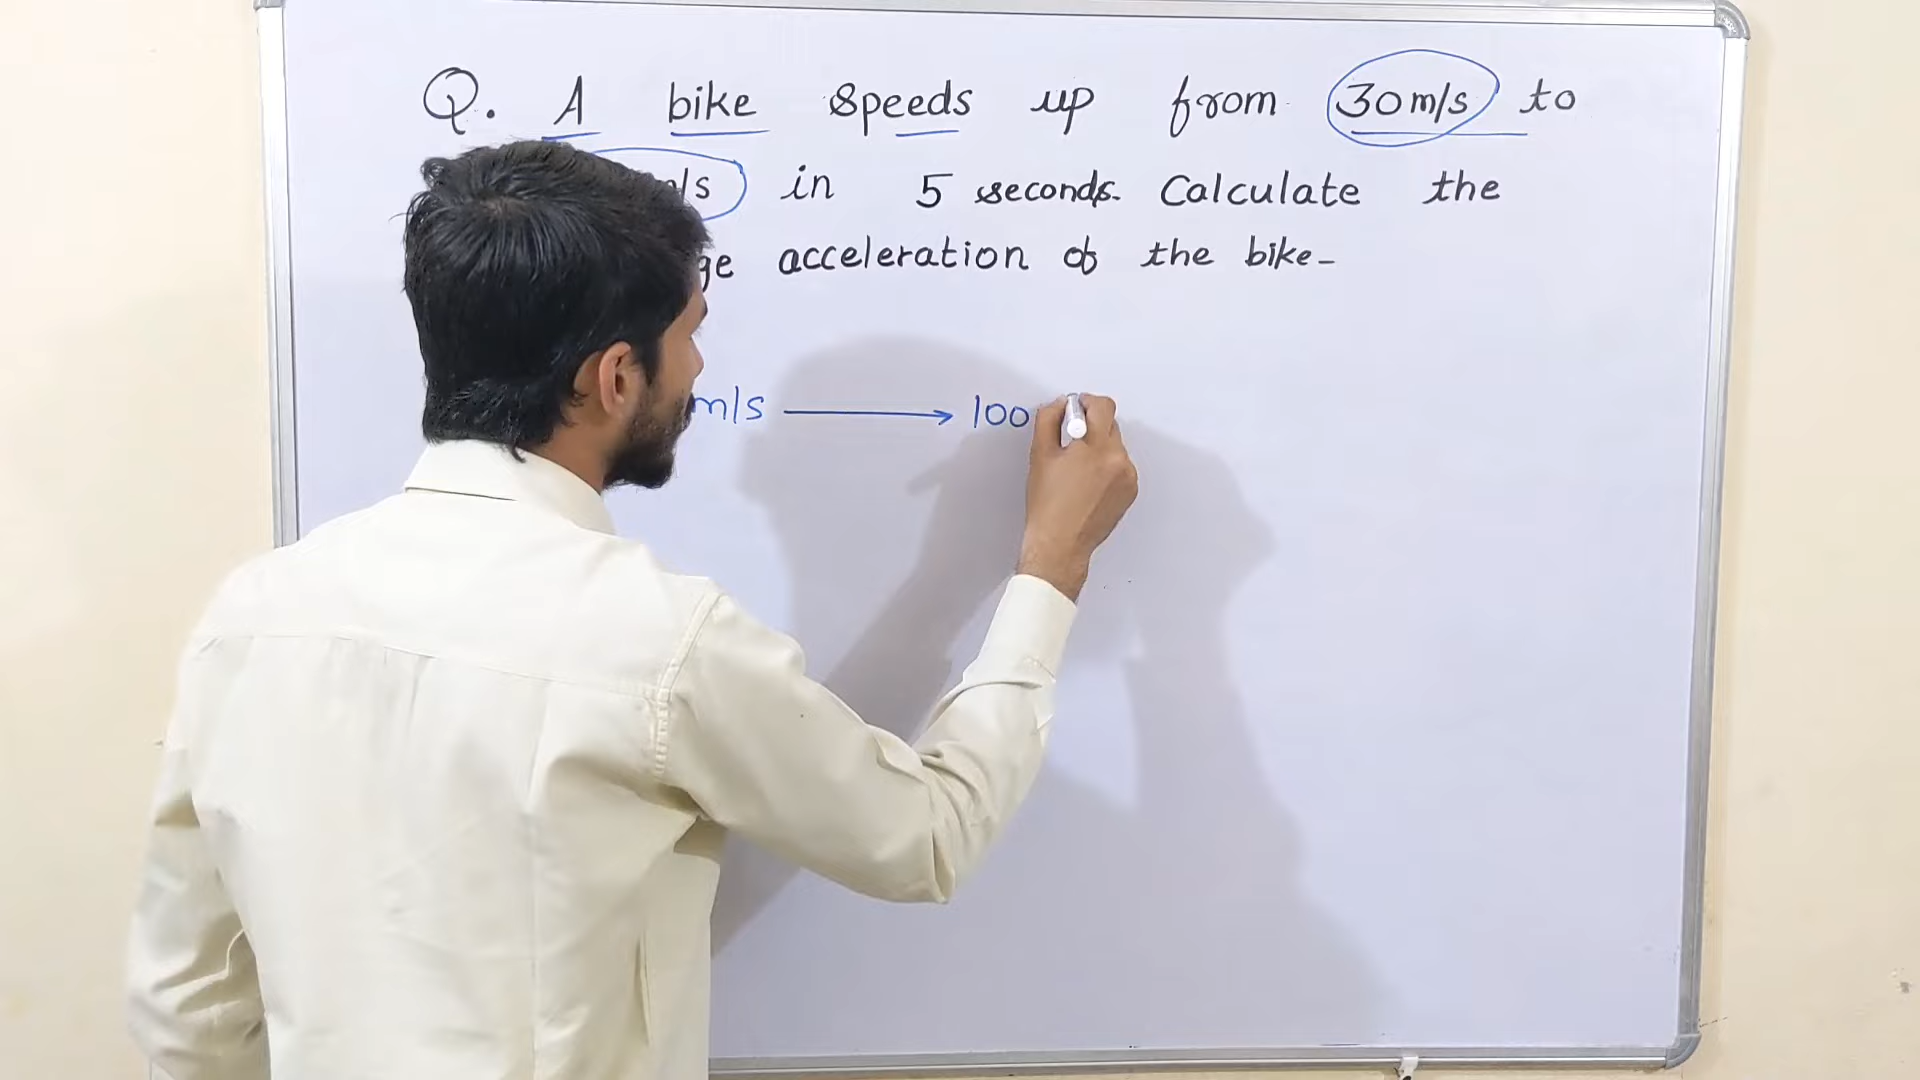 Q. A bike speeds up from 30m/s to
in 5 seconds. Calculate the
acceleration of the bike-
m/s → 100